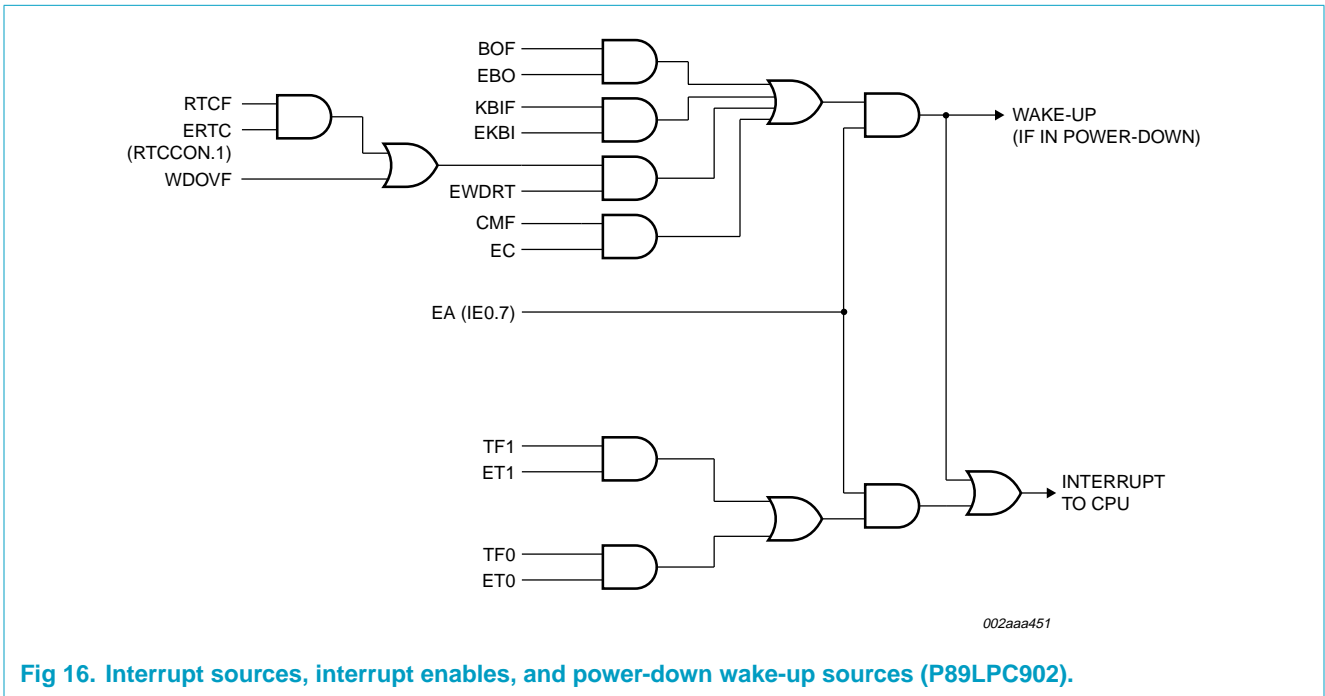 BOF
EBO
RTCF
ERTC
(RTCCON.1)
WDOVF
KBIF
EKBI
EWDRT
CMF
EC
WAKE-UP
(IF IN POWER-DOWN)
EA (IE0.7)
TF1
ET1
TF0
ET0
INTERRUPT
TO CPU
002aaa451
Fig 16. Interrupt sources, interrupt enables, and power-down wake-up sources (P89LPC902).